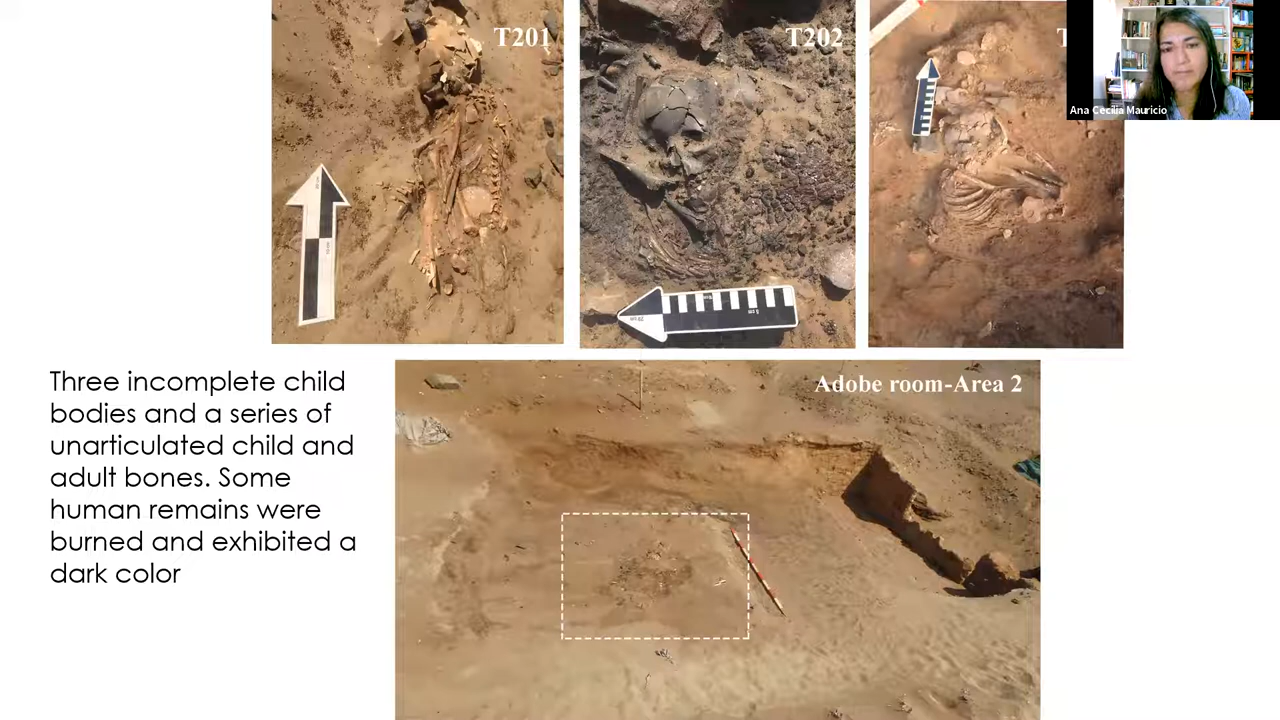 T201
T202
T
Ana Cecilia Mauricio
Three incomplete child
bodies and a series of
unarticulated child and
adult bones. Some
human remains were
burned and exhibited a
dark color
Adobe room-Area 2